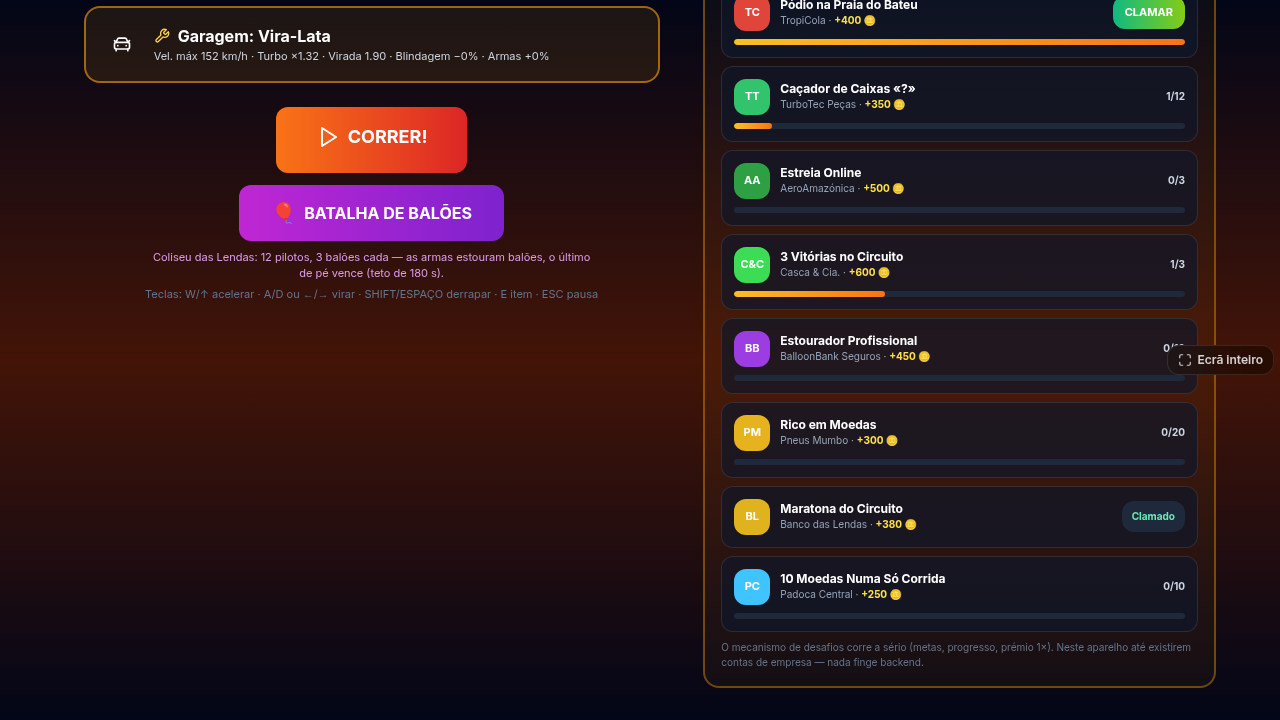 Garagem: Vira-Lata
Vel. máx 152 km/h · Turbo ×1.32 · Virada 1.90 · Blindagem −0% · Armas +0%
CORRER!
BATALHA DE BALÕES
Coliseu das Lendas: 12 pilotos, 3 balões cada — as armas estouram balões, o último
de pé vence (teto de 180 s).
Teclas: W/↑ acelerar · A/D ou ←/→ virar · SHIFT/ESPAÇO derrapar · E item · ESC pausa
TC
Pódio na Praia do Bateu
TropiCola · +400
CLAMAR
TT
Caçador de Caixas «?»
TurboTec Peças · +350
1/12
AA
Estreia Online
AeroAmazónica · +500
0/3
C&C
3 Vitórias no Circuito
Casca & Cia. · +600
1/3
BB
Estourador Profissional
BalloonBank Seguros · +450
Ecrã inteiro
PM
Rico em Moedas
Pneus Mumbo · +300
0/20
BL
Maratona do Circuito
Banco das Lendas · +380
Clamado
PC
10 Moedas Numa Só Corrida
Padoca Central · +250
0/10
O mecanismo de desafios corre a sério (metas, progresso, prémio 1×). Neste aparelho até existirem
contas de empresa — nada finge backend.